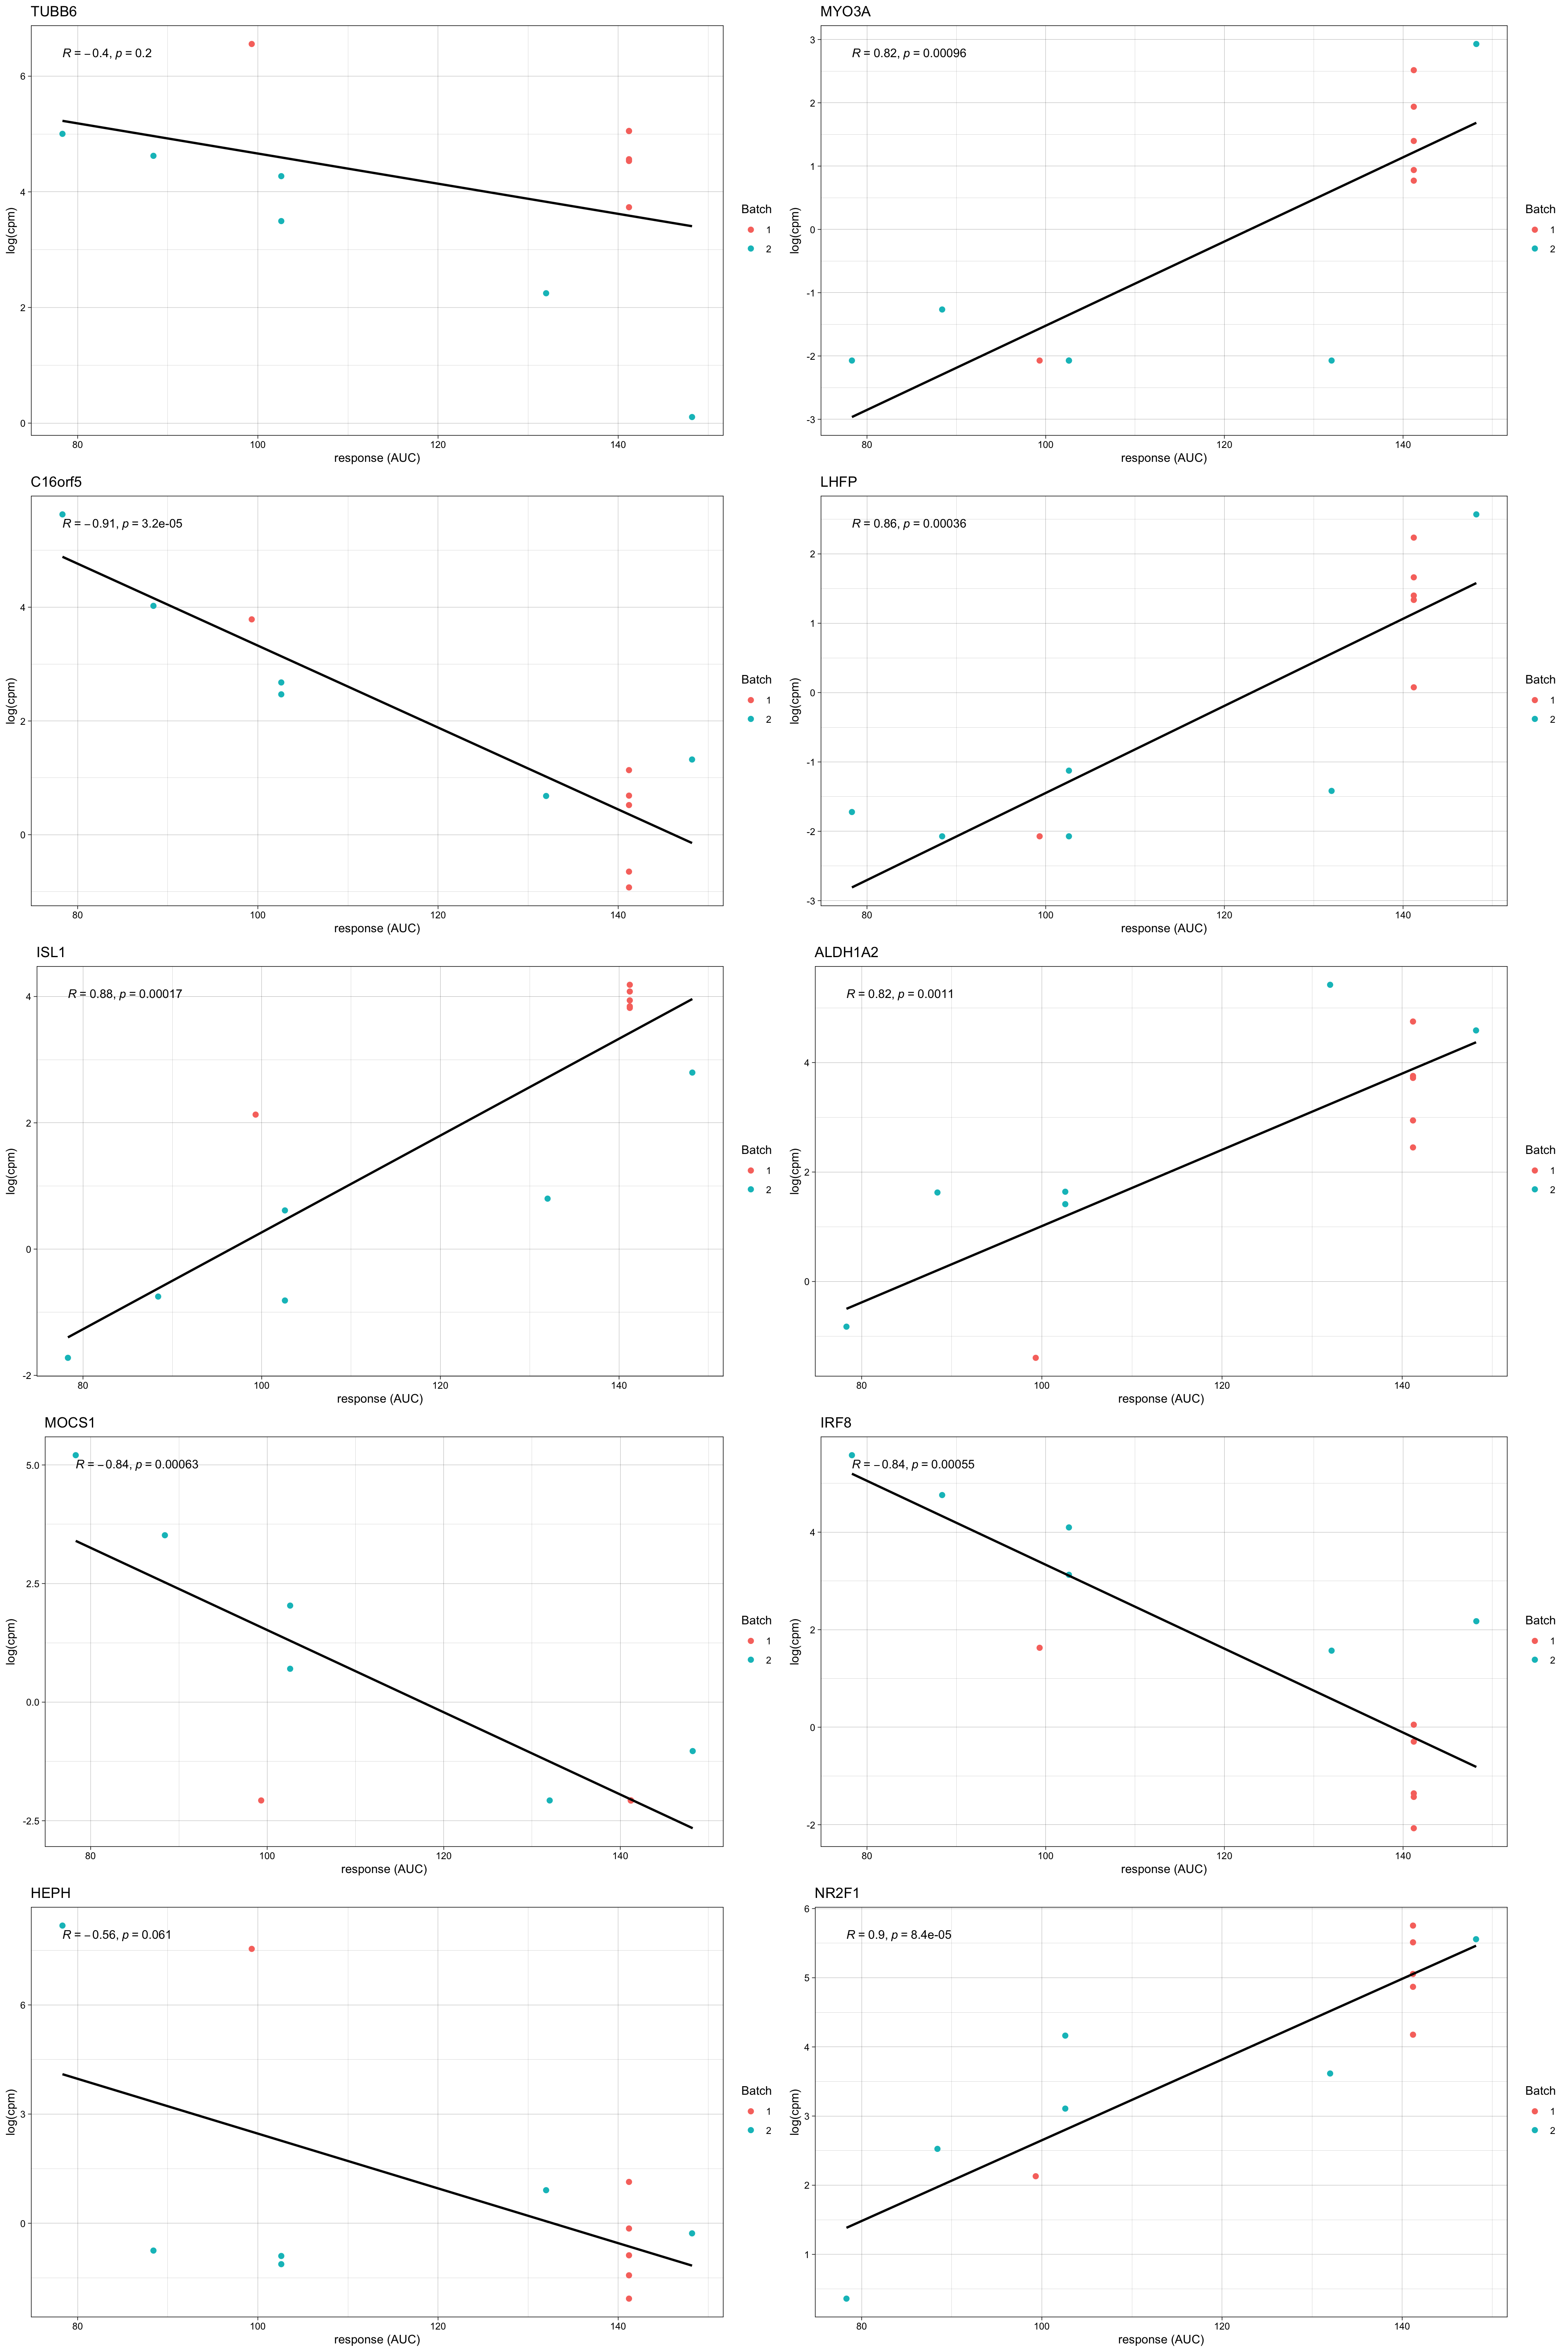 TUBB6
R = −0.4, p = 0.2
6
4
2
0
log(cpm)
80 100 120 140
response (AUC)
Batch
1
2
MYO3A
R = 0.82, p = 0.00096
3
2
1
0
-1
-2
-3
log(cpm)
80 100 120 140
response (AUC)
Batch
1
2
C16orf5
R = −0.91, p = 3.2e-05
4
2
0
log(cpm)
80 100 120 140
response (AUC)
Batch
1
2
LHFP
R = 0.86, p = 0.00036
2
1
0
-1
-2
-3
log(cpm)
80 100 120 140
response (AUC)
Batch
1
2
ISL1
R = 0.88, p = 0.00017
4
2
0
-2
log(cpm)
80 100 120 140
response (AUC)
Batch
1
2
ALDH1A2
R = 0.82, p = 0.0011
4
2
0
log(cpm)
80 100 120 140
response (AUC)
Batch
1
2
MOCS1
R = −0.84, p = 0.00063
5.0
2.5
0.0
-2.5
log(cpm)
80 100 120 140
response (AUC)
Batch
1
2
IRF8
R = −0.84, p = 0.00055
4
2
0
-2
log(cpm)
80 100 120 140
response (AUC)
Batch
1
2
HEPH
R = −0.56, p = 0.061
6
3
0
log(cpm)
80 100 120 140
response (AUC)
Batch
1
2
NR2F1
R = 0.9, p = 8.4e-05
6
5
4
3
2
1
log(cpm)
80 100 120 140
response (AUC)
Batch
1
2